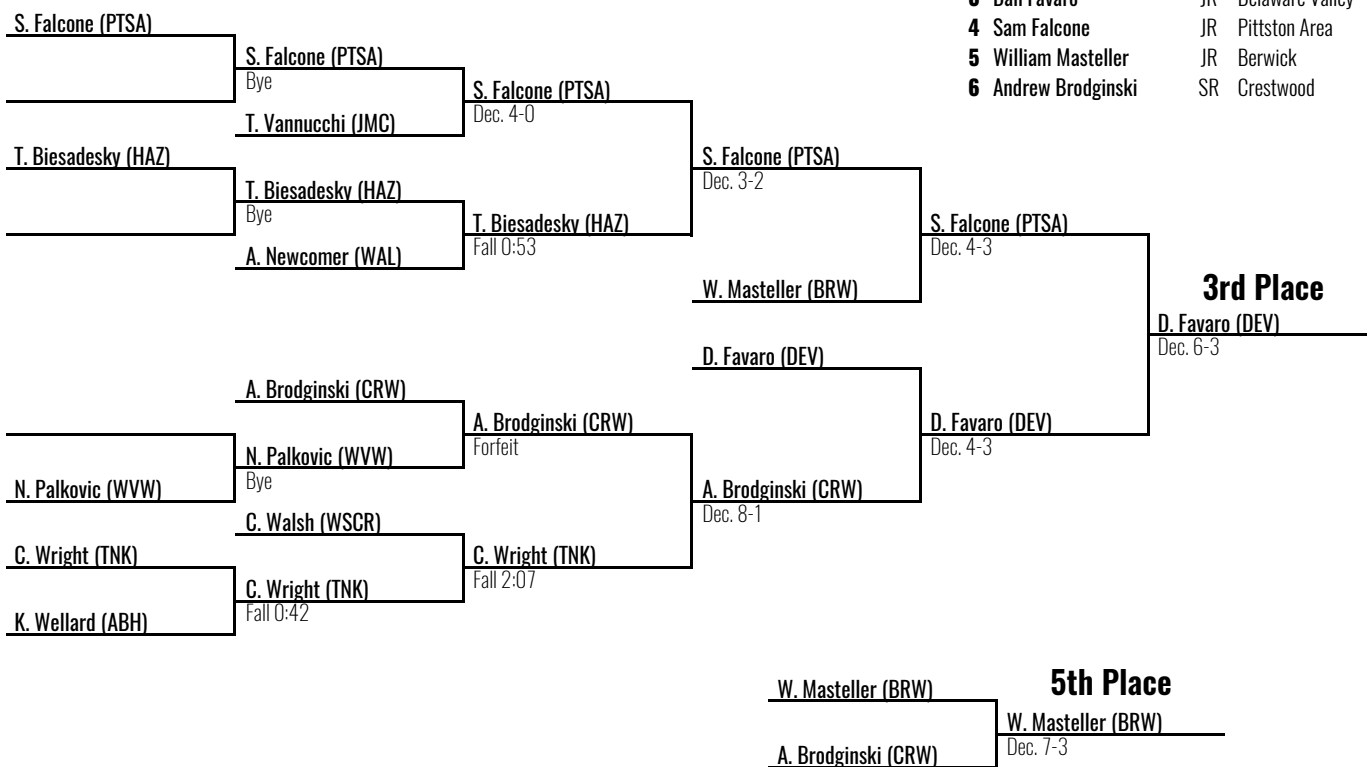 3 Dan Favaro JR Delaware Valley
4 Sam Falcone JR Pittston Area
5 William Masteller JR Berwick
6 Andrew Brodginski SR Crestwood
S. Falcone (PTSA)
S. Falcone (PTSA)
Bye
S. Falcone (PTSA)
Dec. 4-0
T. Vannucchi (JMC)
T. Biesadesky (HAZ)
S. Falcone (PTSA)
Dec. 3-2
T. Biesadesky (HAZ)
Bye
T. Biesadesky (HAZ)
Fall 0:53
S. Falcone (PTSA)
Dec. 4-3
A. Newcomer (WAL)
W. Masteller (BRW)
3rd Place
D. Favaro (DEV)
Dec. 6-3
D. Favaro (DEV)
A. Brodginski (CRW)
A. Brodginski (CRW)
Forfeit
D. Favaro (DEV)
Dec. 4-3
N. Palkovic (WVW)
Bye
N. Palkovic (WVW)
A. Brodginski (CRW)
Dec. 8-1
C. Walsh (WSCR)
C. Wright (TNK)
C. Wright (TNK)
Fall 2:07
C. Wright (TNK)
Fall 0:42
K. Wellard (ABH)
5th Place
W. Masteller (BRW)
W. Masteller (BRW)
Dec. 7-3
A. Brodginski (CRW)